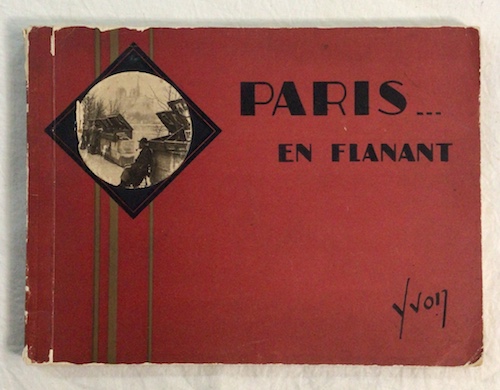 PARIS...
EN FLANANT
Yvon